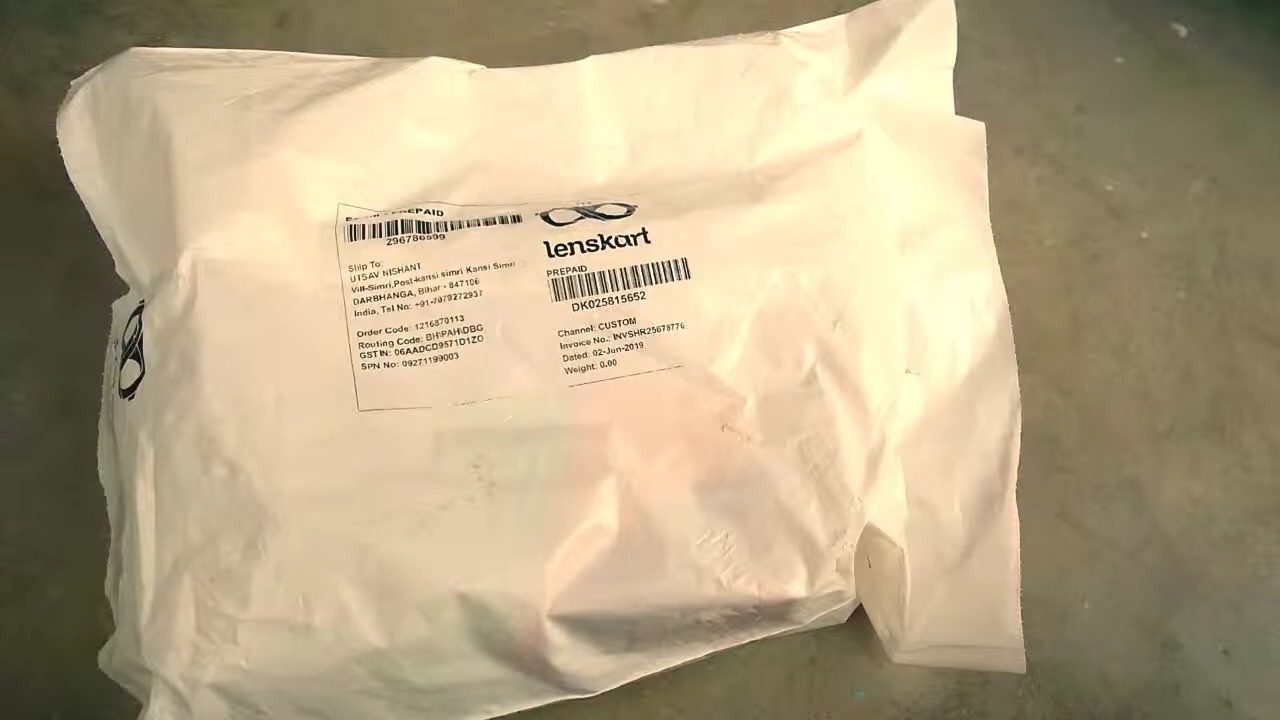 PREPAID
296786599
Ship To:
UTSAV NISHANT
Vill-Simri,Post-kansi simri Kansi Simri
DARBHANGA, Bihar - 847106
India, Tel No: +91-7979272937
Order Code: 1216870113
Routing Code: BH\PAH\DBG
GSTIN: 06AADCD9571D1ZO
SPN No: 09271199003
lenskart
PREPAID
DK025815652
Channel: CUSTOM
Invoice No.: INVSHR25678776
Dated: 02-Jun-2019
Weight: 0.00